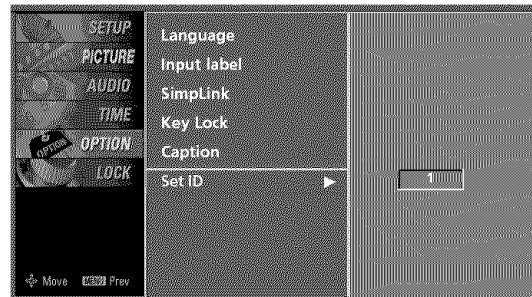 SETUP
PICTURE
AUDIO
TIME
OPTION
OPTION
LOCK
Move MENU Prev
Language
Input label
SimpLink
Key Lock
Caption
Set ID ▶
1